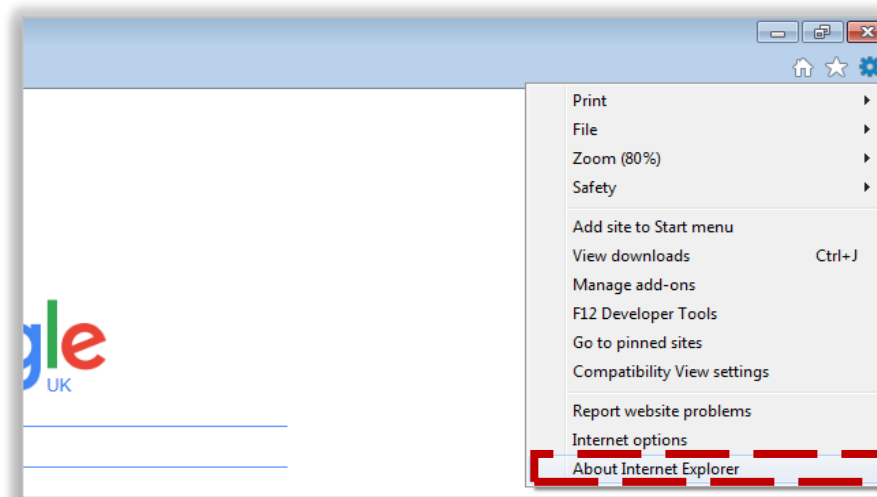 gle
UK
Print
File
Zoom (80%)
Safety
Add site to Start menu
View downloads Ctrl+J
Manage add-ons
F12 Developer Tools
Go to pinned sites
Compatibility View settings
Report website problems
Internet options
About Internet Explorer